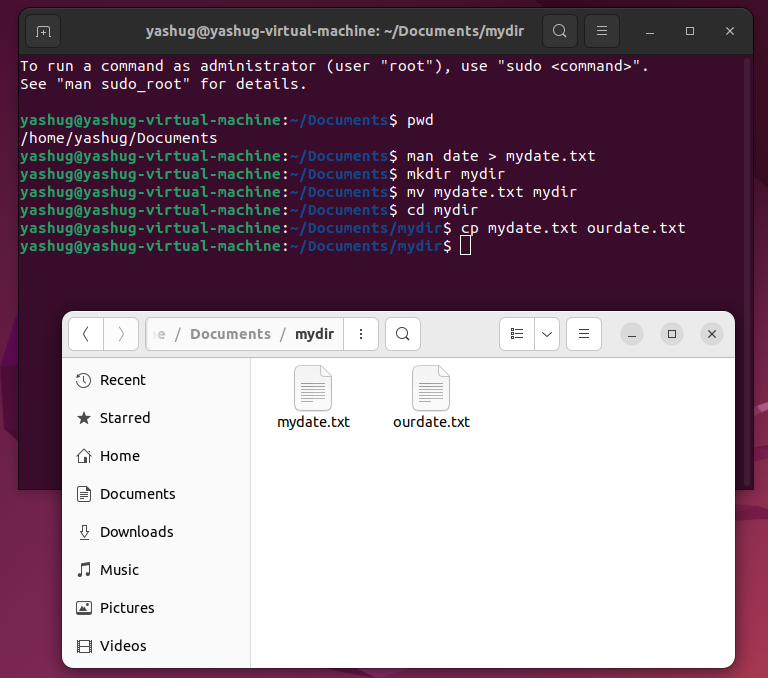 yashug@yashug-virtual-machine: ~/Documents/mydir
To run a command as administrator (user "root"), use "sudo <command>".
See "man sudo_root" for details.
yashug@yashug-virtual-machine:~/Documents$ pwd
/home/yashug/Documents
yashug@yashug-virtual-machine:~/Documents$ man date > mydate.txt
yashug@yashug-virtual-machine:~/Documents$ mkdir mydir
yashug@yashug-virtual-machine:~/Documents$ mv mydate.txt mydir
yashug@yashug-virtual-machine:~/Documents$ cd mydir
yashug@yashug-virtual-machine:~/Documents/mydir$ cp mydate.txt ourdate.txt
yashug@yashug-virtual-machine:~/Documents/mydir$
e / Documents / mydir
Recent
Starred
Home
Documents
Downloads
Music
Pictures
Videos
mydate.txt
ourdate.txt